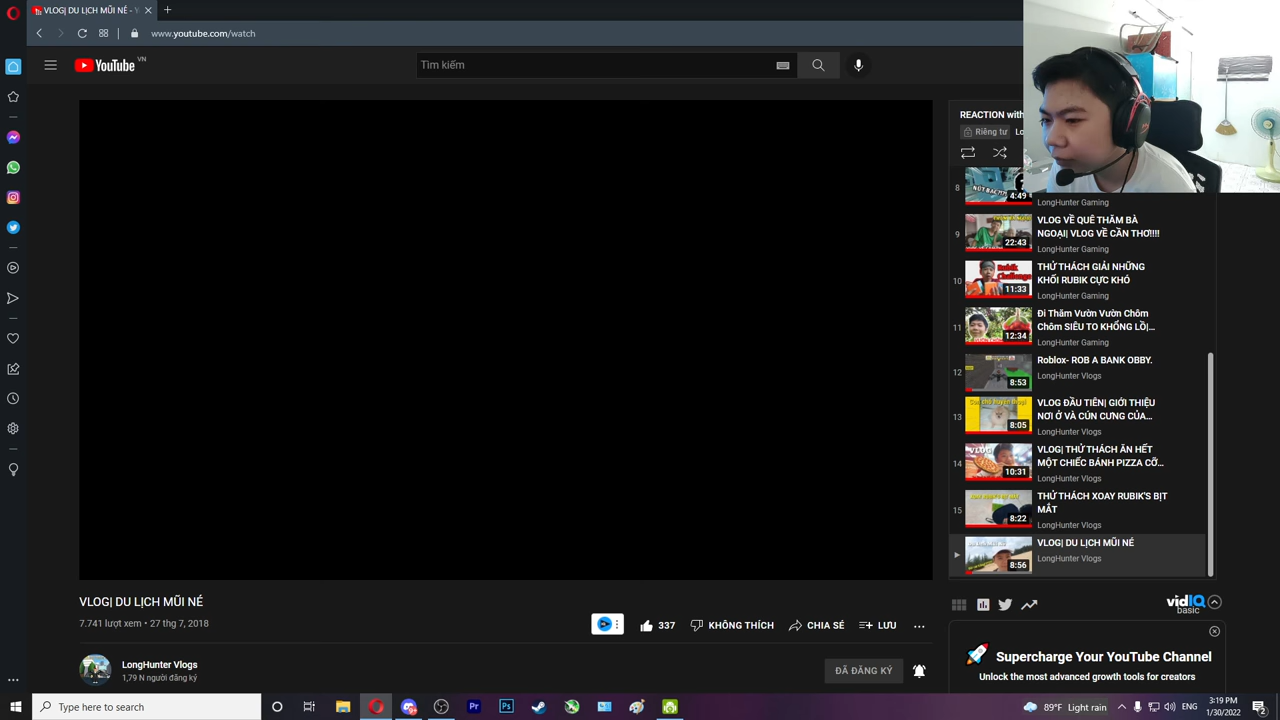 VLOG| DU LỊCH MŨI NÉ - Y
www.youtube.com/watch
YouTube VN
Tìm kiếm
REACTION with
Riêng tư
Lo
8
4:49
LongHunter Gaming
9
22:43
VLOG VỀ QUÊ THĂM BÀ
NGOẠI| VLOG VỀ CẦN THƠ!!!!
LongHunter Gaming
10
Rubik
Challenge
11:33
THỬ THÁCH GIẢI NHỮNG
KHỐI RUBIK CỰC KHÓ
LongHunter Gaming
11
12:34
Đi Thăm Vườn Vườn Chôm
Chôm SIÊU TO KHỔNG LỒ|...
LongHunter Gaming
12
8:53
Roblox- ROB A BANK OBBY.
LongHunter Vlogs
13
8:05
VLOG ĐẦU TIÊN| GIỚI THIỆU
NƠI Ở VÀ CÚN CƯNG CỦA...
LongHunter Vlogs
14
VLOG
10:31
VLOG| THỬ THÁCH ĂN HẾT
MỘT CHIẾC BÁNH PIZZA CỠ...
LongHunter Vlogs
15
8:22
THỬ THÁCH XOAY RUBIK'S BỊT
MẮT
LongHunter Vlogs
8:56
VLOG| DU LỊCH MŨI NÉ
LongHunter Vlogs
VLOG| DU LỊCH MŨI NÉ
7.741 lượt xem • 27 thg 7, 2018
337
KHÔNG THÍCH
CHIA SẺ
LƯU
vidIQ
basic
LongHunter Vlogs
1,79 N người đăng ký
ĐÃ ĐĂNG KÝ
Supercharge Your YouTube Channel
Unlock the most advanced growth tools for creators
Type here to search
Pr
Ps
89°F Light rain
ENG
3:19 PM
1/30/2022
2